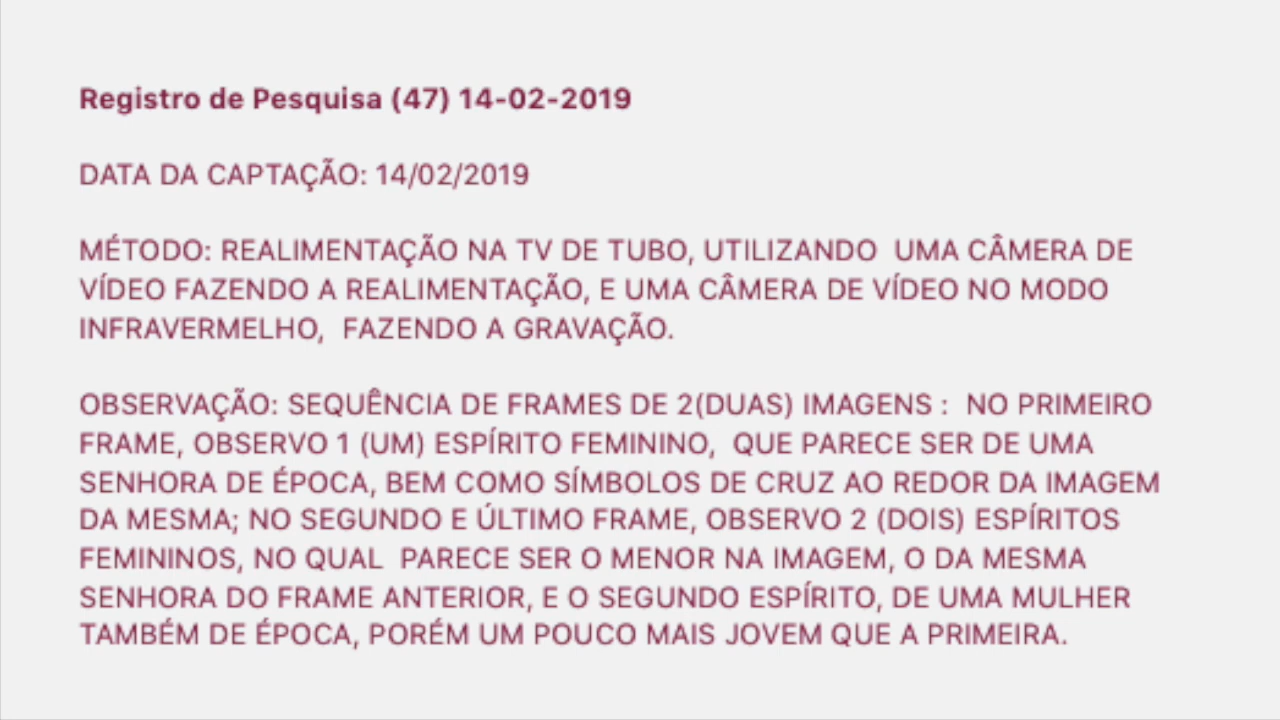 Registro de Pesquisa (47) 14-02-2019
DATA DA CAPTAÇÃO: 14/02/2019
MÉTODO: REALIMENTAÇÃO NA TV DE TUBO, UTILIZANDO  UMA CÂMERA DE
VÍDEO FAZENDO A REALIMENTAÇÃO, E UMA CÂMERA DE VÍDEO NO MODO
INFRAVERMELHO,  FAZENDO A GRAVAÇÃO.
OBSERVAÇÃO: SEQUÊNCIA DE FRAMES DE 2(DUAS) IMAGENS :  NO PRIMEIRO
FRAME, OBSERVO 1 (UM) ESPÍRITO FEMININO,  QUE PARECE SER DE UMA
SENHORA DE ÉPOCA, BEM COMO SÍMBOLOS DE CRUZ AO REDOR DA IMAGEM
DA MESMA; NO SEGUNDO E ÚLTIMO FRAME, OBSERVO 2 (DOIS) ESPÍRITOS
FEMININOS, NO QUAL  PARECE SER O MENOR NA IMAGEM, O DA MESMA
SENHORA DO FRAME ANTERIOR, E O SEGUNDO ESPÍRITO, DE UMA MULHER
TAMBÉM DE ÉPOCA, PORÉM UM POUCO MAIS JOVEM QUE A PRIMEIRA.